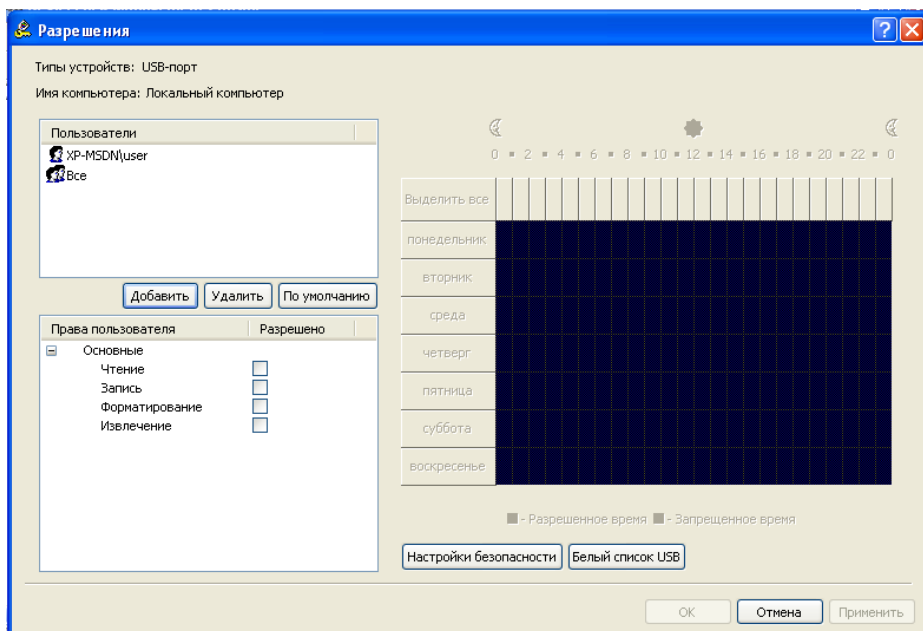 Разрешения
Типы устройств: USB-порт
Имя компьютера: Локальный компьютер
Пользователи
XP-MSDN\user
Все
Добавить Удалить По умолчанию
Права пользователя Разрешено
Основные
Чтение
Запись
Форматирование
Извлечение
0 2 4 6 8 10 12 14 16 18 20 22 0
Выделить все
понедельник
вторник
среда
четверг
пятница
суббота
воскресенье
- Разрешенное время - Запрещенное время
Настройки безопасности Белый список USB
ОК Отмена Применить